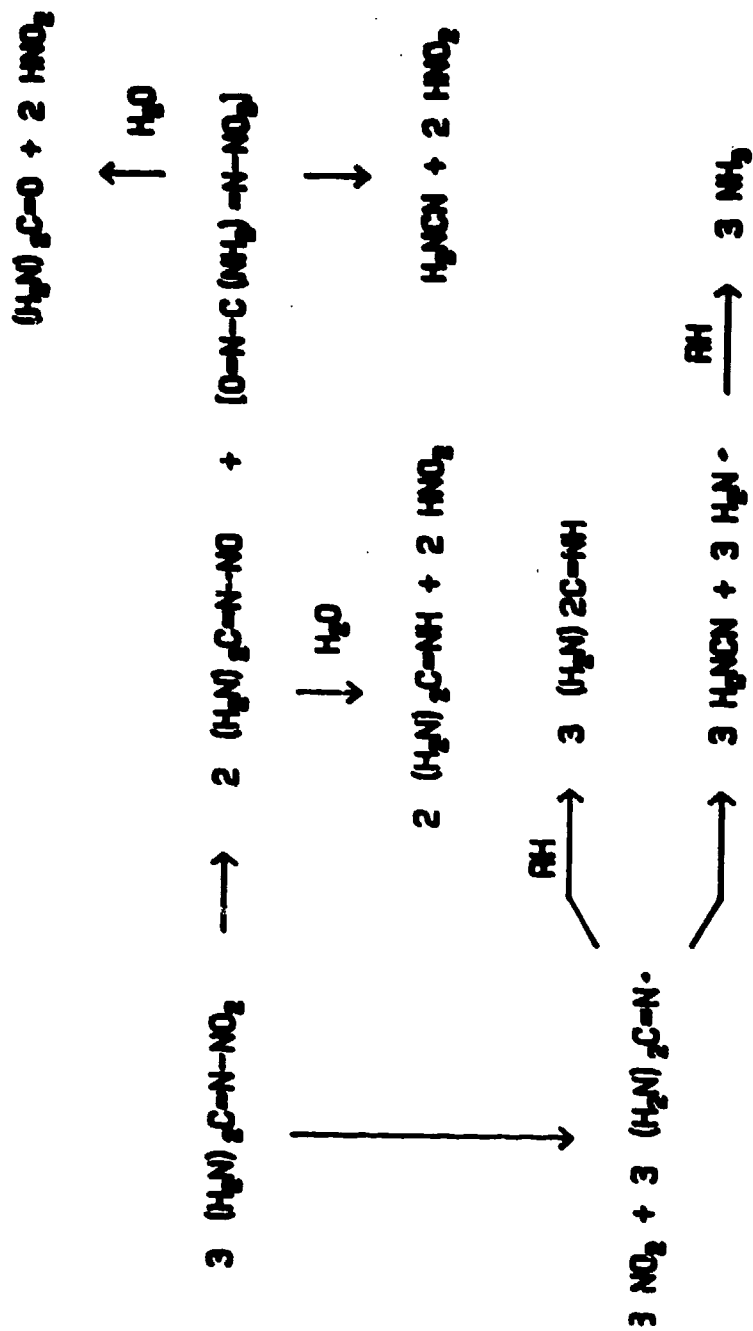 (H₂N)₂C=O + 2 HNO₂
H₂O
3 (H₂N)₂C=N-NO₂ → 2 (H₂N)₂C=N-NO + [O=N-C(NH₂)=N-NO₂]
H₂O
2 (H₂N)₂C=NH + 2 HNO₂
H₂NCN + 2 HNO₂
RH
3 (H₂N)2C=NH
3 NO₂ + 3 (H₂N)₂C=N•
RH
3 H₂NCN + 3 H₂N• → 3 NH₃